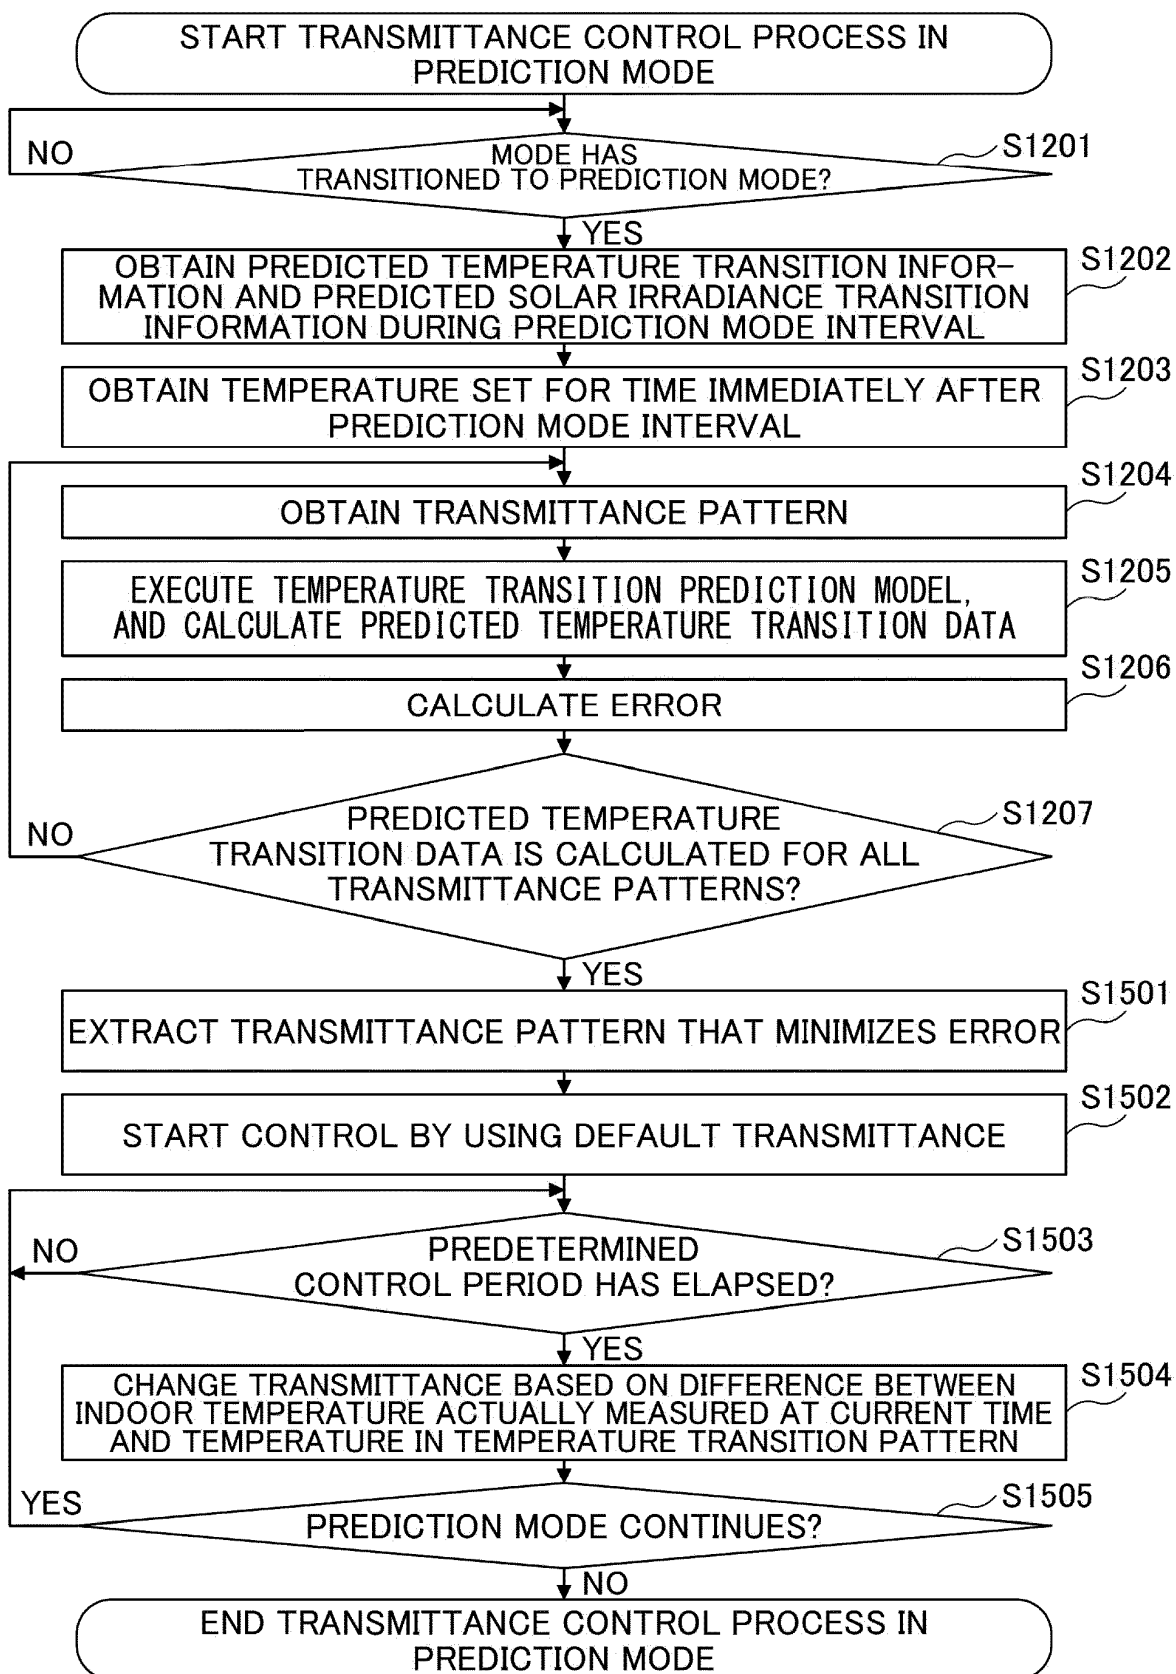 START TRANSMITTANCE CONTROL PROCESS IN
PREDICTION MODE
NO
MODE HAS
TRANSITIONED TO PREDICTION MODE?
S1201
YES
S1202
OBTAIN PREDICTED TEMPERATURE TRANSITION INFOR-
MATION AND PREDICTED SOLAR IRRADIANCE TRANSITION
INFORMATION DURING PREDICTION MODE INTERVAL
S1203
OBTAIN TEMPERATURE SET FOR TIME IMMEDIATELY AFTER
PREDICTION MODE INTERVAL
S1204
OBTAIN TRANSMITTANCE PATTERN
S1205
EXECUTE TEMPERATURE TRANSITION PREDICTION MODEL,
AND CALCULATE PREDICTED TEMPERATURE TRANSITION DATA
S1206
CALCULATE ERROR
S1207
NO
PREDICTED TEMPERATURE
TRANSITION DATA IS CALCULATED FOR ALL
TRANSMITTANCE PATTERNS?
YES
S1501
EXTRACT TRANSMITTANCE PATTERN THAT MINIMIZES ERROR
S1502
START CONTROL BY USING DEFAULT TRANSMITTANCE
S1503
NO
PREDETERMINED
CONTROL PERIOD HAS ELAPSED?
YES
S1504
CHANGE TRANSMITTANCE BASED ON DIFFERENCE BETWEEN
INDOOR TEMPERATURE ACTUALLY MEASURED AT CURRENT TIME
AND TEMPERATURE IN TEMPERATURE TRANSITION PATTERN
YES
S1505
PREDICTION MODE CONTINUES?
NO
END TRANSMITTANCE CONTROL PROCESS IN
PREDICTION MODE